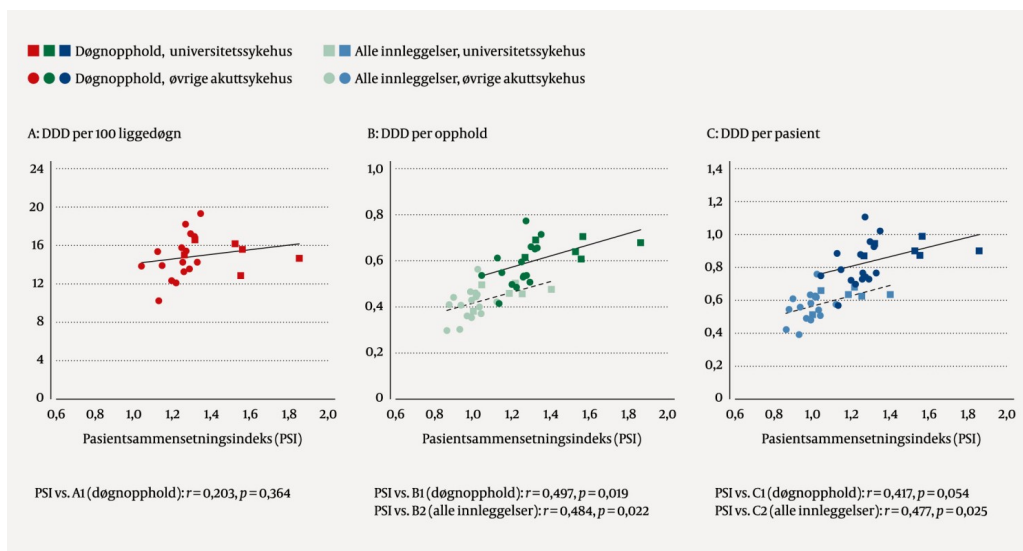 Døgnopphold, universitetssykehus
Alle innleggelser, universitetssykehus
Døgnopphold, øvrige akuttsykehus
Alle innleggelser, øvrige akuttsykehus
A: DDD per 100 liggedøgn
24
20
16
12
8
4
0
0,6 0,8 1,0 1,2 1,4 1,6 1,8 2,0
Pasientsammensetningsindeks (PSI)
PSI vs. A1 (døgnopphold): r = 0,203, p = 0,364
B: DDD per opphold
1,0
0,8
0,6
0,4
0,2
0
0,6 0,8 1,0 1,2 1,4 1,6 1,8 2,0
Pasientsammensetningsindeks (PSI)
PSI vs. B1 (døgnopphold): r = 0,497, p = 0,019
PSI vs. B2 (alle innleggelser): r = 0,484, p = 0,022
C: DDD per pasient
1,4
1,2
1,0
0,8
0,6
0,4
0,2
0
0,6 0,8 1,0 1,2 1,4 1,6 1,8 2,0
Pasientsammensetningsindeks (PSI)
PSI vs. C1 (døgnopphold): r = 0,417, p = 0,054
PSI vs. C2 (alle innleggelser): r = 0,477, p = 0,025